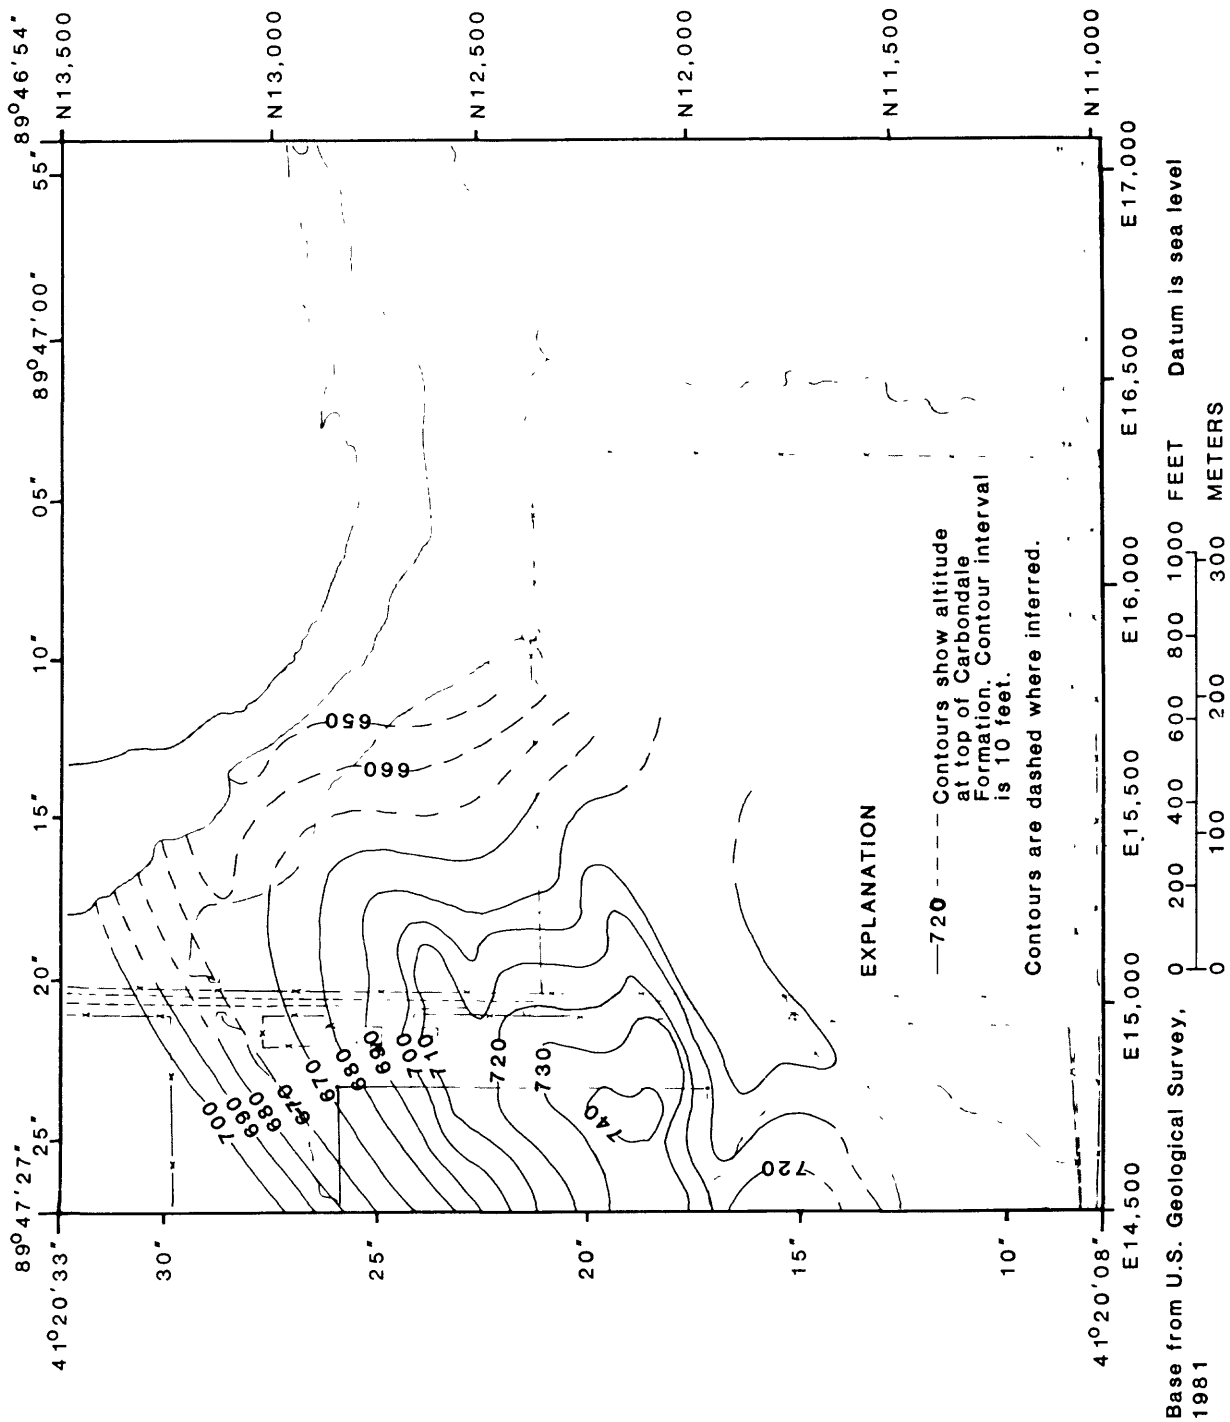 89°47'27"
25"
20"
15"
10"
05"
89°47'00"
55"
89°46'54"
41°20'33"
30"
25"
20"
15"
10"
41°20'08"
N13,500
N13,000
N12,500
N12,000
N11,500
N11,000
E14,500
E15,000
E15,500
E16,000
E16,500
E17,000
700
690
680
670
670
680
690
700
710
720
730
740
720
650
660
EXPLANATION
—720--- Contours show altitude
at top of Carbondale
Formation. Contour interval
is 10 feet.
Contours are dashed where inferred.
Base from U.S. Geological Survey,
1981
0 200 400 600 800 1000 FEET
0 100 200 300 METERS
Datum is sea level